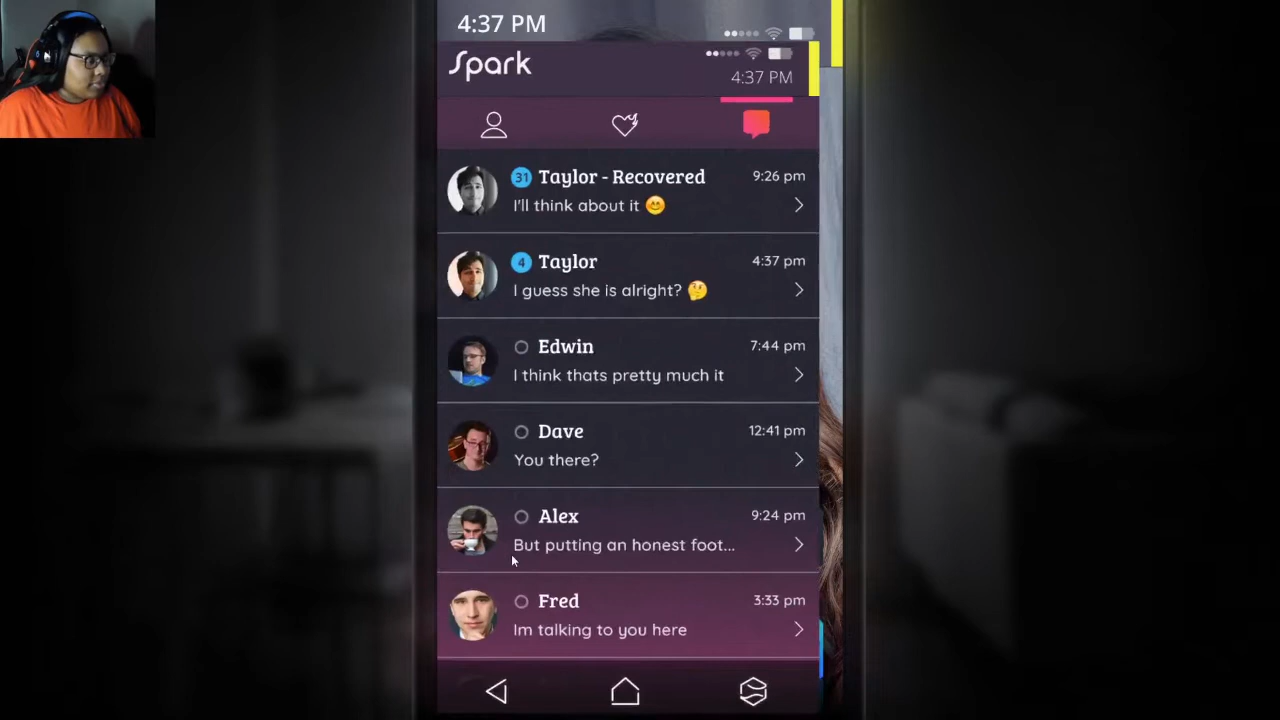 4:37 PM
Spark
4:37 PM
31 Taylor - Recovered 9:26 pm
I'll think about it 😊
4 Taylor 4:37 pm
I guess she is alright? 🤔
Edwin 7:44 pm
I think thats pretty much it
Dave 12:41 pm
You there?
Alex 9:24 pm
But putting an honest foot...
Fred 3:33 pm
Im talking to you here